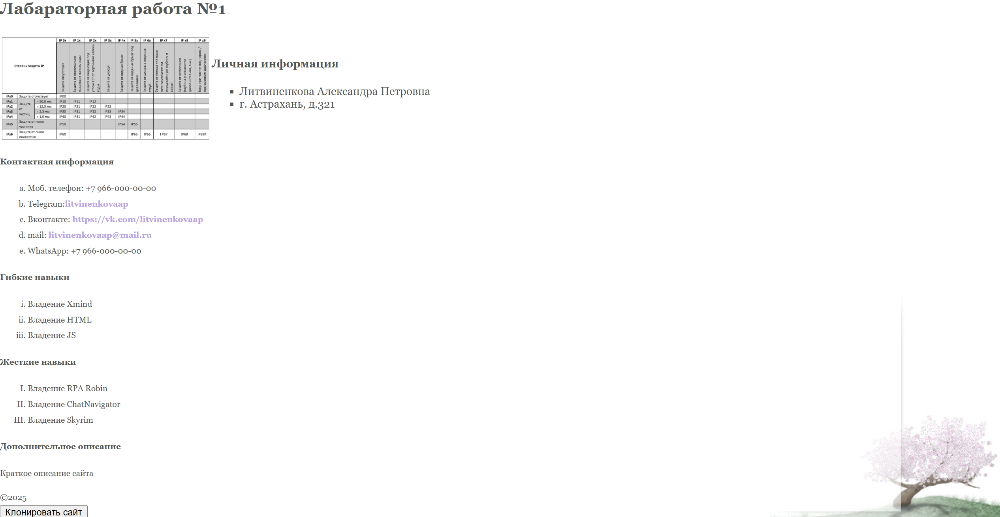 Лабараторная работа №1
Степень защиты IP
IP 0x IP 1x IP 2x IP 3x IP 4x IP 5x IP 6x IP x7 IP x8 IP x9
Защита отсутствует
Защита от вертикально
падающих капель воды
Защита от падающих под
углом 15° от вертикали капель
воды
Защита от дождя
Защита от водных брызг
Защита от водяных брызг под
давлением
Защита от мощных водяных
струй
Защита от попадания воды
при погружении на
определённую глубину и
время
Защита от затопления
(глубина указывается
дополнительно, в м.)
Вода при чистке под паром /
под высоким давлением
IPx0 Защита отсутствует IP00
IPx1 Защита от частиц > 50,0 мм IP10 IP11 IP12
IPx2 > 12,5 мм IP20 IP21 IP22 IP23
IPx3 > 2,5 мм IP30 IP31 IP32 IP33 IP34
IPx4 > 1,0 мм IP40 IP41 IP42 IP43 IP44
IPx5 Защита от пыли частично IP50 IP54 IP55
IPx6 Защита от пыли полностью IP60 IP65 IP66 I P67 IP68 IP69K
Личная информация
Литвиненкова Александра Петровна
г. Астрахань, д.321
Контактная информация
a. Моб. телефон: +7 966-000-00-00
b. Telegram:litvinenkovaap
c. Вконтакте: https://vk.com/litvinenkovaap
d. mail: litvinenkovaap@mail.ru
e. WhatsApp: +7 966-000-00-00
Гибкие навыки
i. Владение Xmind
ii. Владение HTML
iii. Владение JS
Жесткие навыки
I. Владение RPA Robin
II. Владение ChatNavigator
III. Владение Skyrim
Дополнительное описание
Краткое описание сайта
©2025
Клонировать сайт